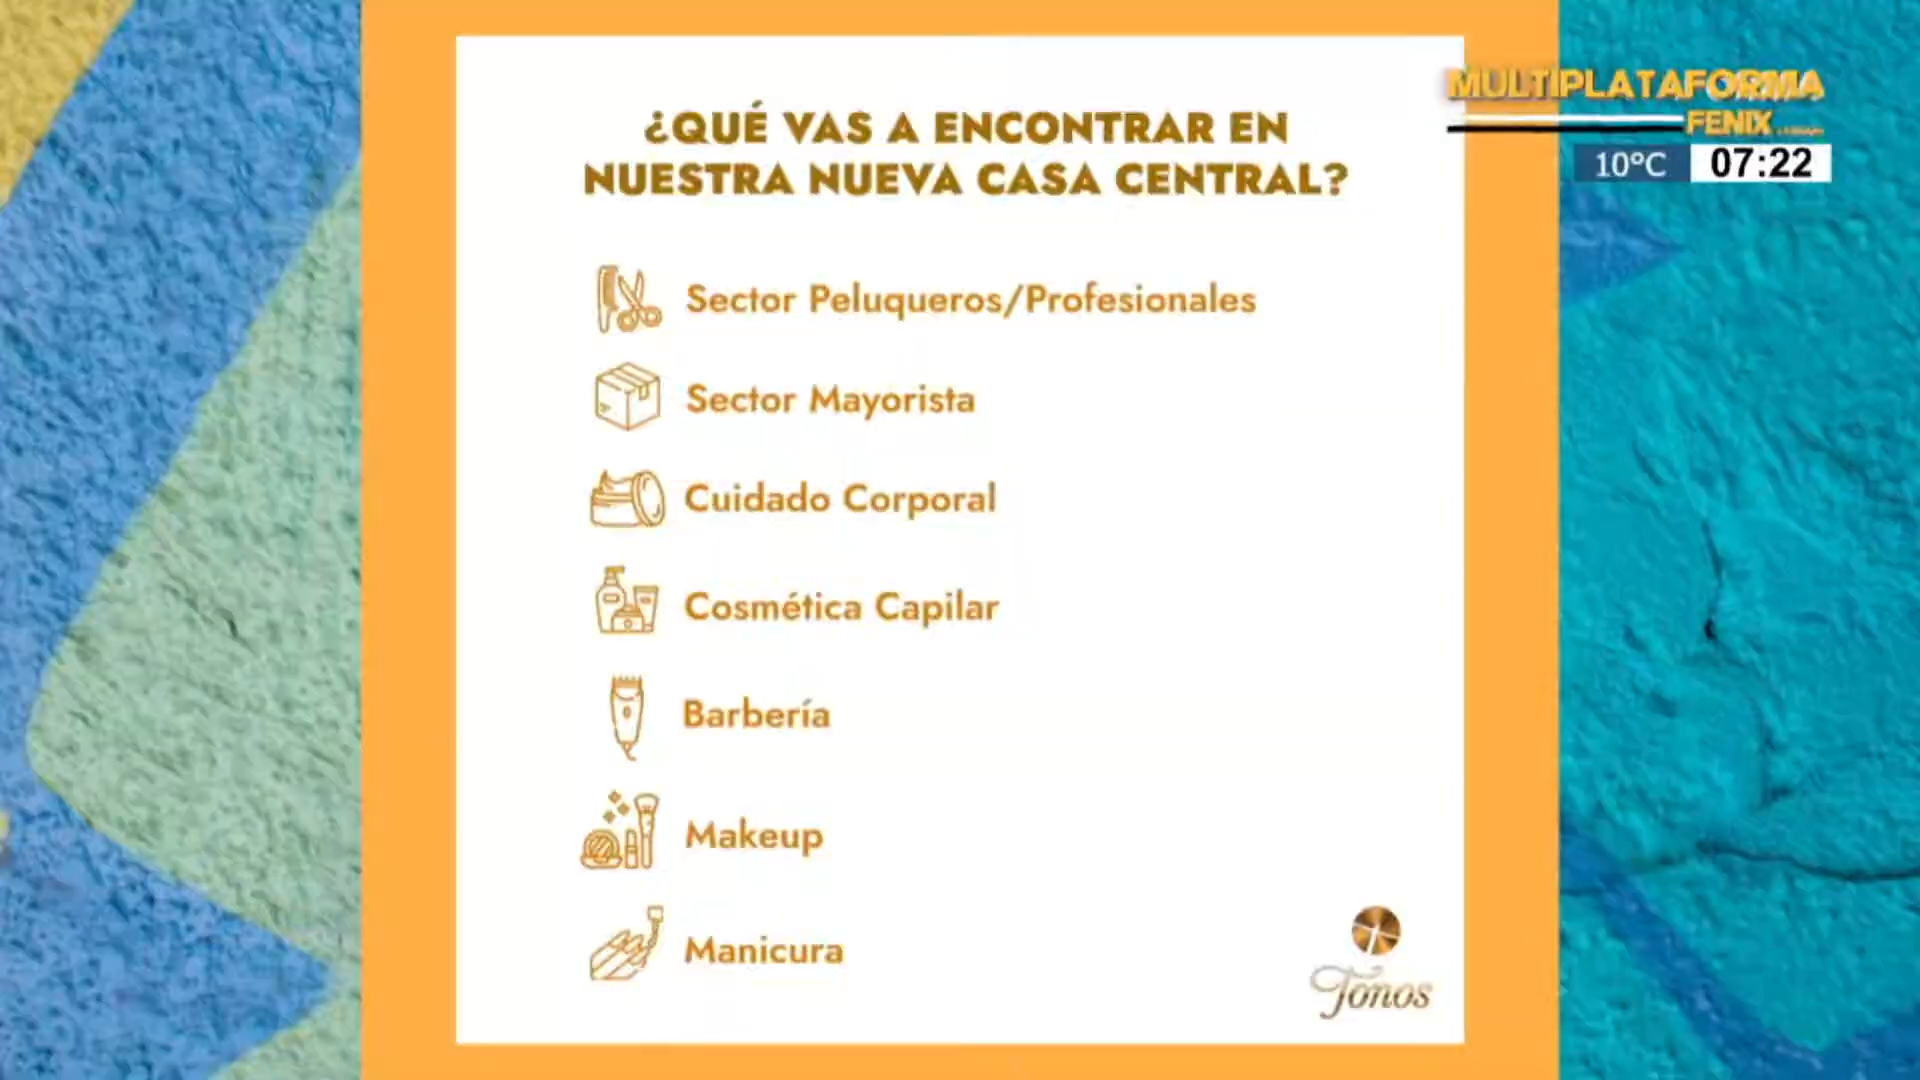 ¿QUÉ VAS A ENCONTRAR EN
NUESTRA NUEVA CASA CENTRAL?
Sector Peluqueros/Profesionales
Sector Mayorista
Cuidado Corporal
Cosmética Capilar
Barbería
Makeup
Manicura
Tonos
MULTIPLATAFORMA
FENIX
10°C 07:22